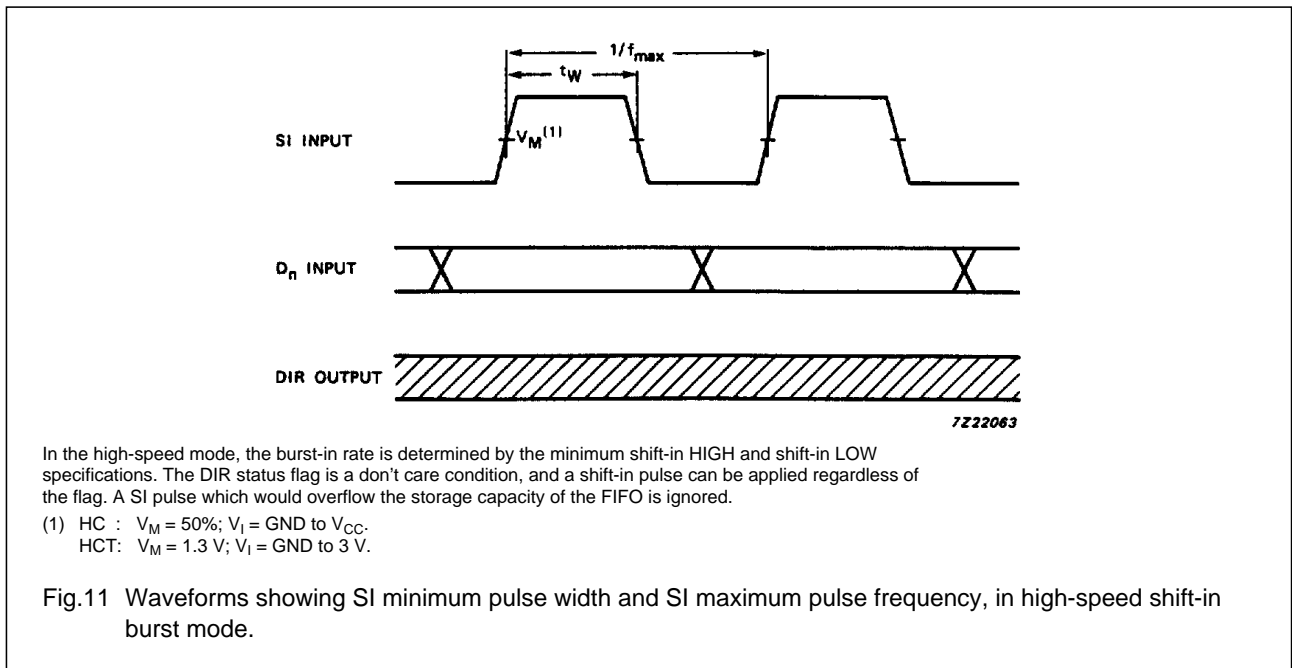 1/fmax
tW
SI INPUT
VM(1)
Dn INPUT
DIR OUTPUT
7Z22063
In the high-speed mode, the burst-in rate is determined by the minimum shift-in HIGH and shift-in LOW
specifications. The DIR status flag is a don't care condition, and a shift-in pulse can be applied regardless of
the flag. A SI pulse which would overflow the storage capacity of the FIFO is ignored.
(1) HC : VM = 50%; VI = GND to VCC.
HCT: VM = 1.3 V; VI = GND to 3 V.
Fig.11 Waveforms showing SI minimum pulse width and SI maximum pulse frequency, in high-speed shift-in
burst mode.